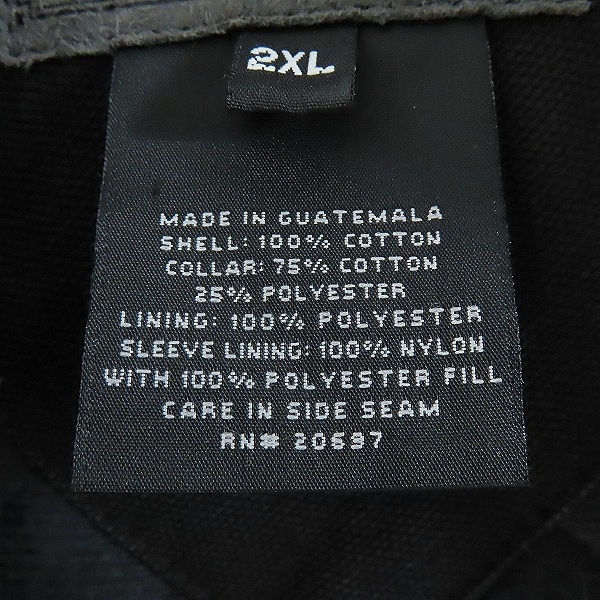 2XL
MADE IN GUATEMALA
SHELL: 100% COTTON
COLLAR: 75% COTTON
25% POLYESTER
LINING: 100% POLYESTER
SLEEVE LINING: 100% NYLON
WITH 100% POLYESTER FILL
CARE IN SIDE SEAM
RN# 20697